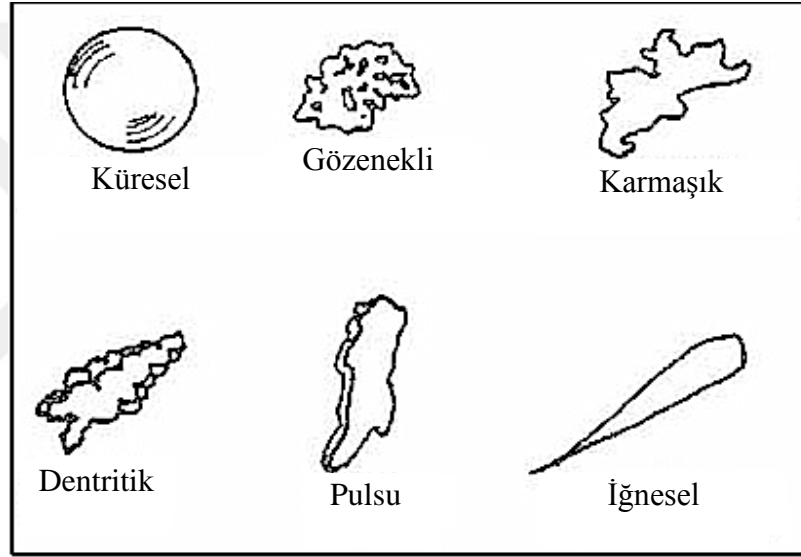 Küresel
Gözenekli
Karmaşık
Dentritik
Pulsu
İğnesel